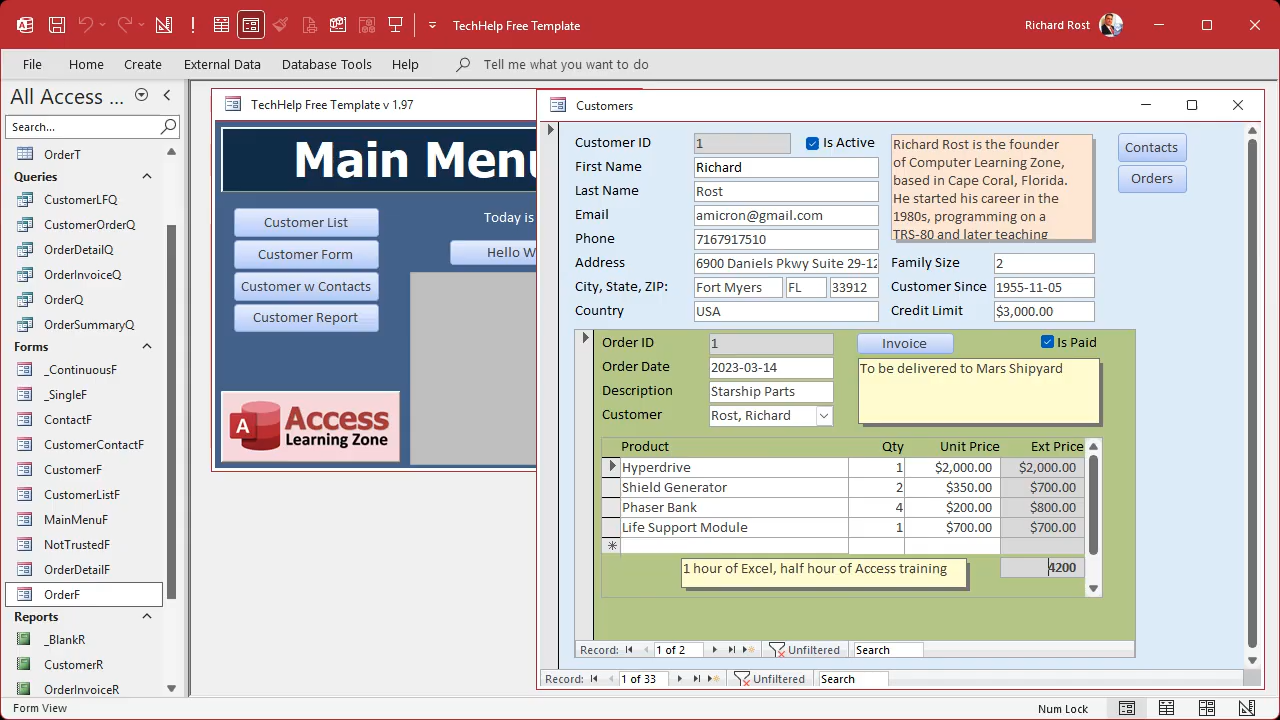 TechHelp Free Template
Richard Rost
File Home Create External Data Database Tools Help Tell me what you want to do
All Access ...
Search...
OrderT
Queries
CustomerLFQ
CustomerOrderQ
OrderDetailQ
OrderInvoiceQ
OrderQ
OrderSummaryQ
Forms
_ContinuousF
_SingleF
ContactF
CustomerContactF
CustomerF
CustomerListF
MainMenuF
NotTrustedF
OrderDetailF
OrderF
Reports
_BlankR
CustomerR
OrderInvoiceR
TechHelp Free Template v 1.97
Main Menu
Customer List
Customer Form
Customer w Contacts
Customer Report
Today is
Hello W
A Access
Learning Zone
Customers
Customer ID 1 Is Active
First Name Richard
Last Name Rost
Email amicron@gmail.com
Phone 7167917510
Address 6900 Daniels Pkwy Suite 29-12
City, State, ZIP: Fort Myers FL 33912
Country USA
Richard Rost is the founder
of Computer Learning Zone,
based in Cape Coral, Florida.
He started his career in the
1980s, programming on a
TRS-80 and later teaching
Family Size 2
Customer Since 1955-11-05
Credit Limit $3,000.00
Contacts
Orders
Order ID 1 Invoice Is Paid
Order Date 2023-03-14
Description Starship Parts
Customer Rost, Richard
To be delivered to Mars Shipyard
Product Qty Unit Price Ext Price
Hyperdrive 1 $2,000.00 $2,000.00
Shield Generator 2 $350.00 $700.00
Phaser Bank 4 $200.00 $800.00
Life Support Module 1 $700.00 $700.00
1 hour of Excel, half hour of Access training 4200
Record: 1 of 2 Unfiltered Search
Record: 1 of 33 Unfiltered Search
Form View Num Lock